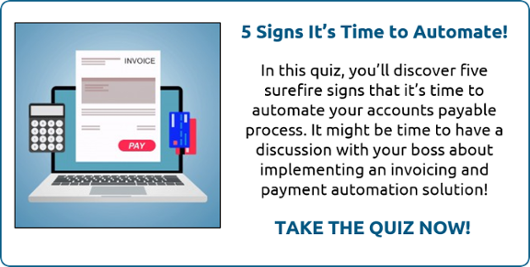 5 Signs It’s Time to Automate!
INVOICE
PAY
In this quiz, you’ll discover five
surefire signs that it’s time to
automate your accounts payable
process. It might be time to have a
discussion with your boss about
implementing an invoicing and
payment automation solution!
TAKE THE QUIZ NOW!